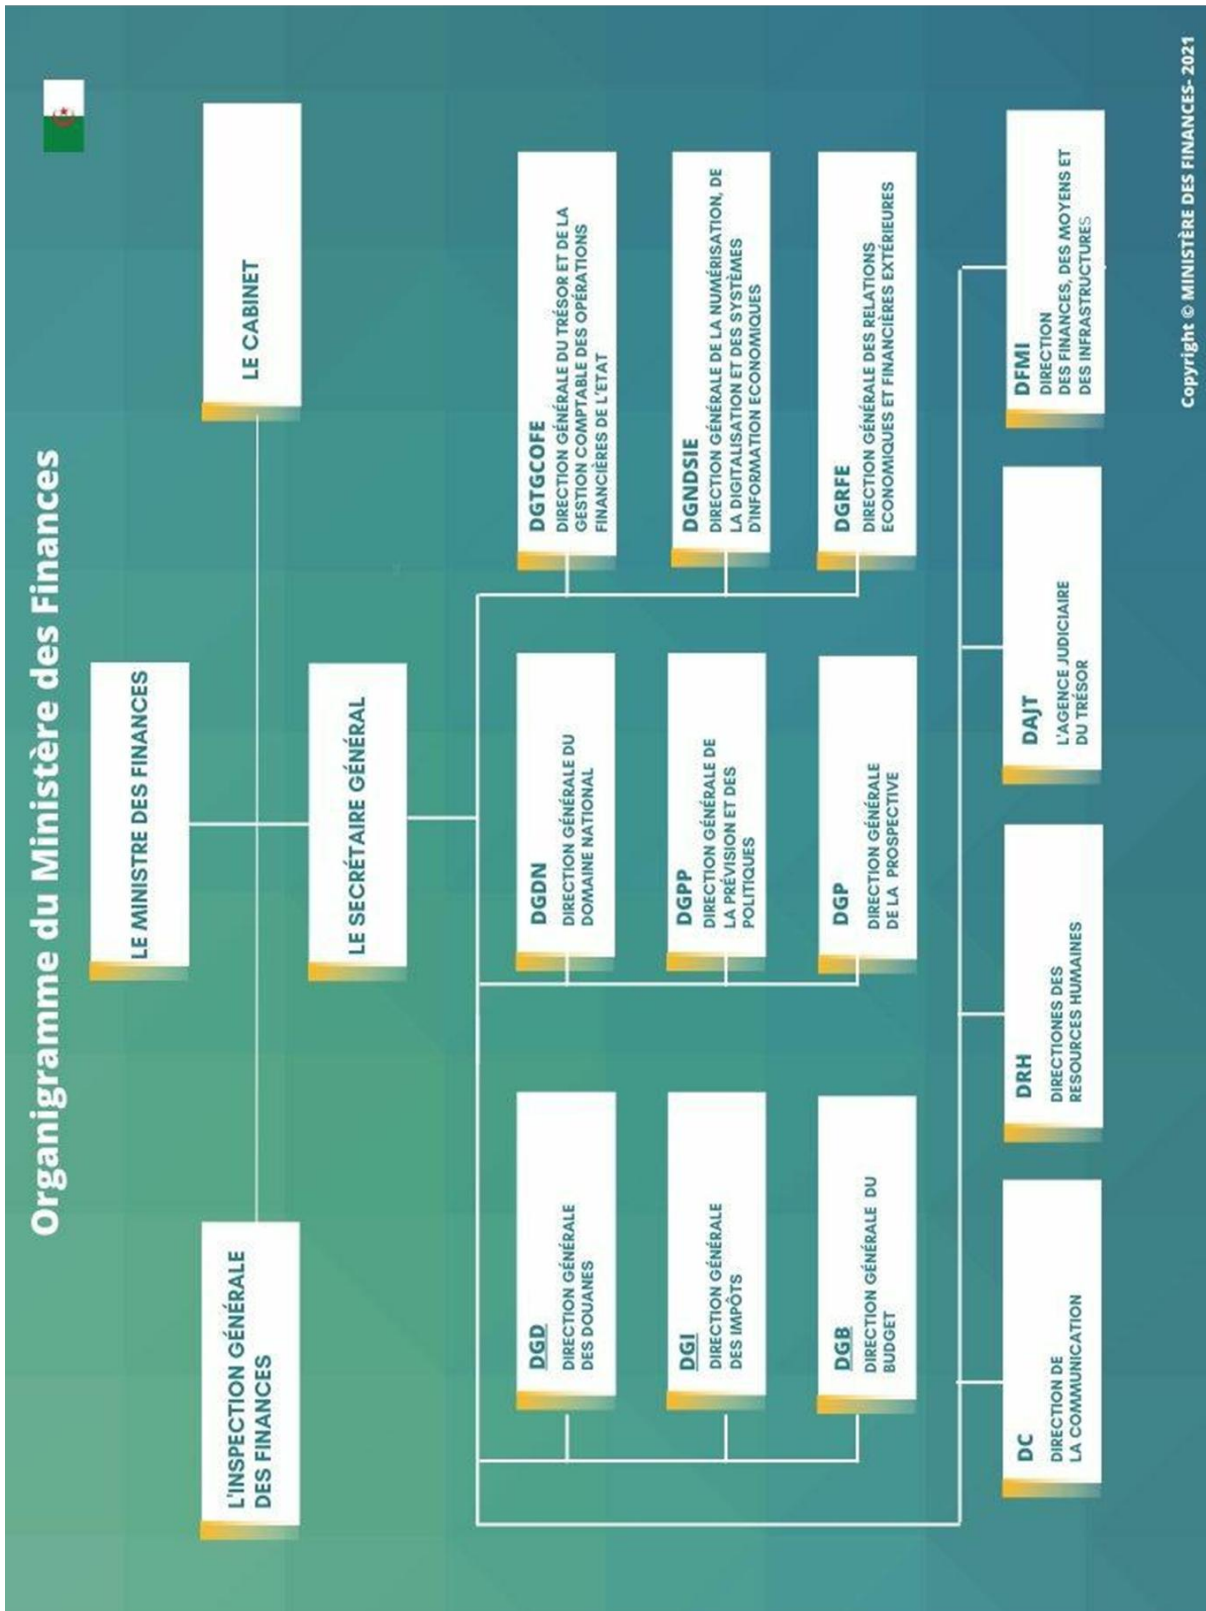 Organigramme du Ministère des Finances
LE MINISTRE DES FINANCES
L'INSPECTION GÉNÉRALE
DES FINANCES
LE CABINET
LE SECRÉTAIRE GÉNÉRAL
DGD
DIRECTION GÉNÉRALE
DES DOUANES
DGI
DIRECTION GÉNÉRALE
DES IMPÔTS
DGB
DIRECTION GÉNÉRALE DU
BUDGET
DGDN
DIRECTION GÉNÉRALE DU
DOMAINE NATIONAL
DGPP
DIRECTION GÉNÉRALE DE
LA PRÉVISION ET DES
POLITIQUES
DGP
DIRECTION GÉNÉRALE
DE LA PROSPECTIVE
DGTGCOFE
DIRECTION GÉNÉRALE DU TRÉSOR ET DE LA
GESTION COMPTABLE DES OPÉRATIONS
FINANCIÈRES DE L'ETAT
DGNDSIE
DIRECTION GÉNÉRALE DE LA NUMÉRISATION, DE
LA DIGITALISATION ET DES SYSTÈMES
D'INFORMATION ECONOMIQUES
DGRFE
DIRECTION GÉNÉRALE DES RELATIONS
ECONOMIQUES ET FINANCIÈRES EXTÉRIEURES
DC
DIRECTION DE
LA COMMUNICATION
DRH
DIRECTIONES DES
RESOURCES HUMAINES
DAJT
L'AGENCE JUDICIAIRE
DU TRÉSOR
DFMI
DIRECTION
DES FINANCES, DES MOYENS ET
DES INFRASTRUCTURES
Copyright © MINISTÈRE DES FINANCES- 2021